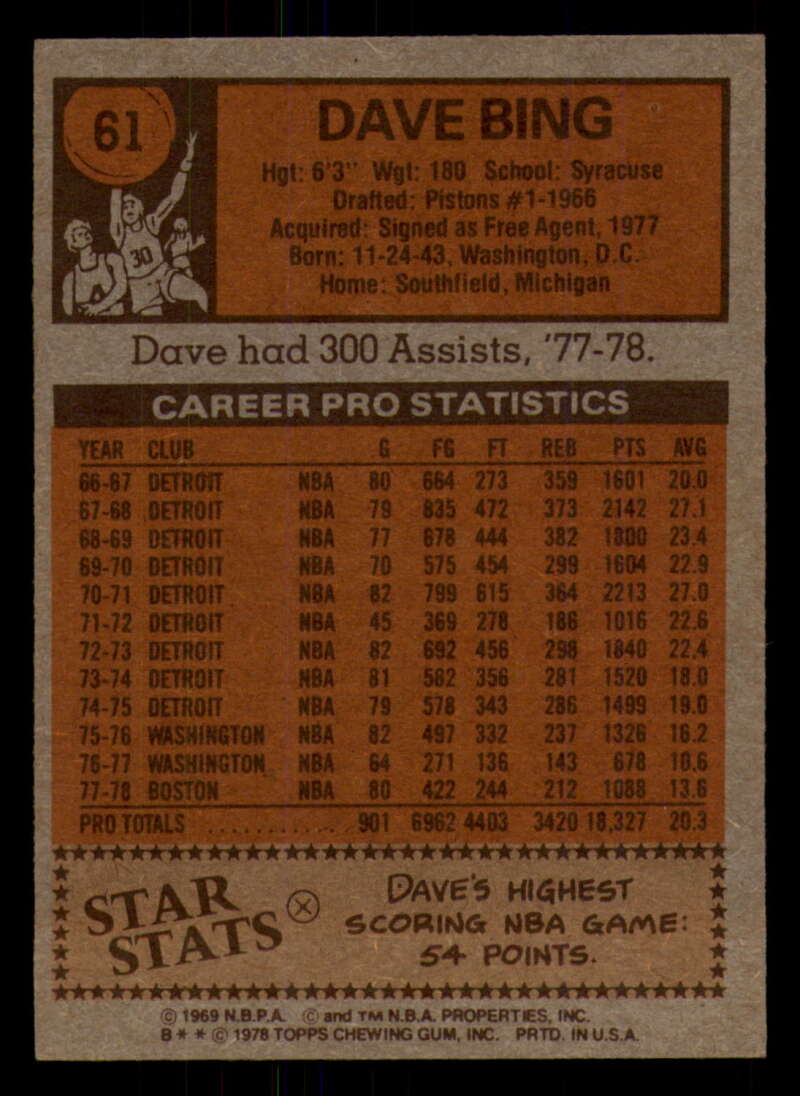 61
DAVE BING
Hgt: 6'3" Wgt: 180 School: Syracuse
Drafted: Pistons #1-1966
Acquired: Signed as Free Agent, 1977
Born: 11-24-43, Washington, D.C.
Home: Southfield, Michigan
30
Dave had 300 Assists, '77-78.
CAREER PRO STATISTICS
YEAR CLUB G FG FT REB PTS AVG
66-67 DETROIT NBA 80 664 273 359 1601 20.0
67-68 DETROIT NBA 79 835 472 373 2142 27.1
68-69 DETROIT NBA 77 678 444 382 1800 23.4
69-70 DETROIT NBA 70 575 454 299 1604 22.9
70-71 DETROIT NBA 82 799 615 364 2213 27.0
71-72 DETROIT NBA 45 369 278 186 1016 22.6
72-73 DETROIT NBA 82 692 456 298 1840 22.4
73-74 DETROIT NBA 81 582 356 281 1520 18.0
74-75 DETROIT NBA 79 578 343 286 1499 19.0
75-76 WASHINGTON NBA 82 497 332 237 1326 16.2
76-77 WASHINGTON NBA 64 271 136 143 678 10.6
77-78 BOSTON NBA 80 422 244 212 1088 13.6
PRO TOTALS ............. 901 6962 4403 3420 18,327 20.3
STAR STATS
DAVE'S HIGHEST
SCORING NBA GAME:
54 POINTS.
© 1969 N.B.P.A. © and TM N.B.A. PROPERTIES, INC.
B * * © 1978 TOPPS CHEWING GUM, INC. PRTD. IN U.S.A.